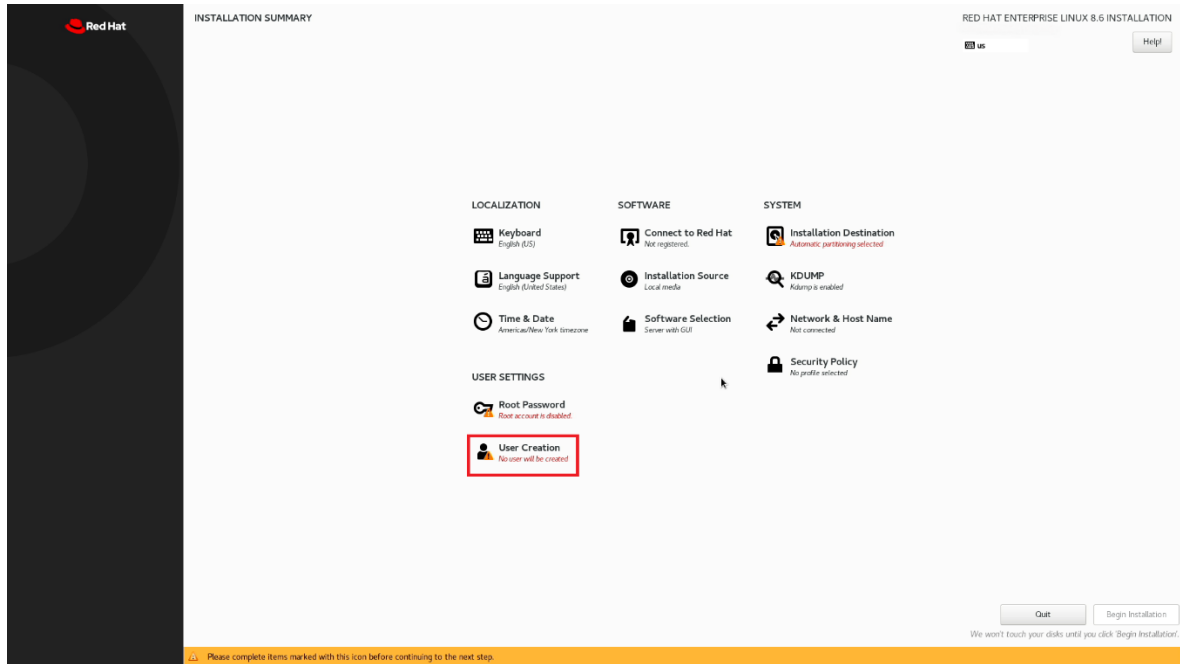 Red Hat
INSTALLATION SUMMARY
RED HAT ENTERPRISE LINUX 8.6 INSTALLATION
us
Help!
LOCALIZATION
Keyboard
English (US)
Language Support
English (United States)
Time & Date
Americas/New York timezone
SOFTWARE
Connect to Red Hat
Not registered.
Installation Source
Local media
Software Selection
Server with GUI
SYSTEM
Installation Destination
Automatic partitioning selected
KDUMP
Kdump is enabled
Network & Host Name
Not connected
Security Policy
No profile selected
USER SETTINGS
Root Password
Root account is disabled.
User Creation
No user will be created
Quit
Begin Installation
We won't touch your disks until you click 'Begin Installation'.
Please complete items marked with this icon before continuing to the next step.